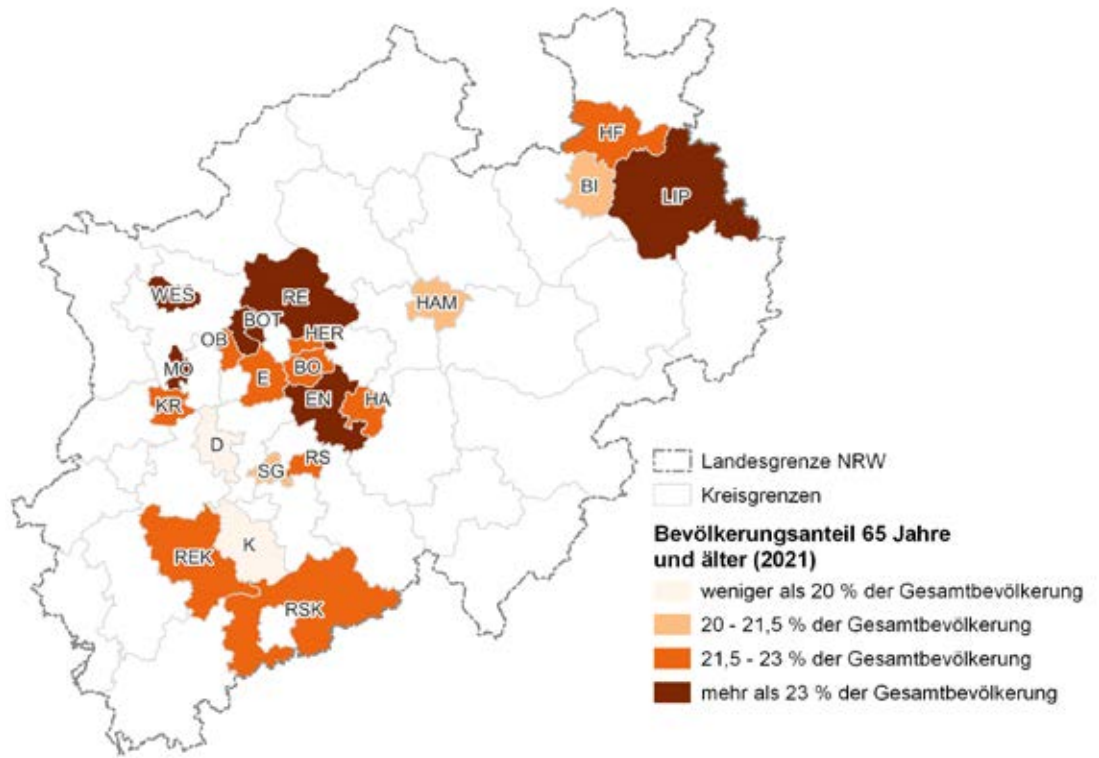 HF
BI
LIP
WES
RE
HAM
BOT
OB
HER
MO
BO
E
EN
HA
KR
D
RS
SG
K
REK
RSK
Landesgrenze NRW
Kreisgrenzen
Bevölkerungsanteil 65 Jahre
und älter (2021)
weniger als 20 % der Gesamtbevölkerung
20 - 21,5 % der Gesamtbevölkerung
21,5 - 23 % der Gesamtbevölkerung
mehr als 23 % der Gesamtbevölkerung